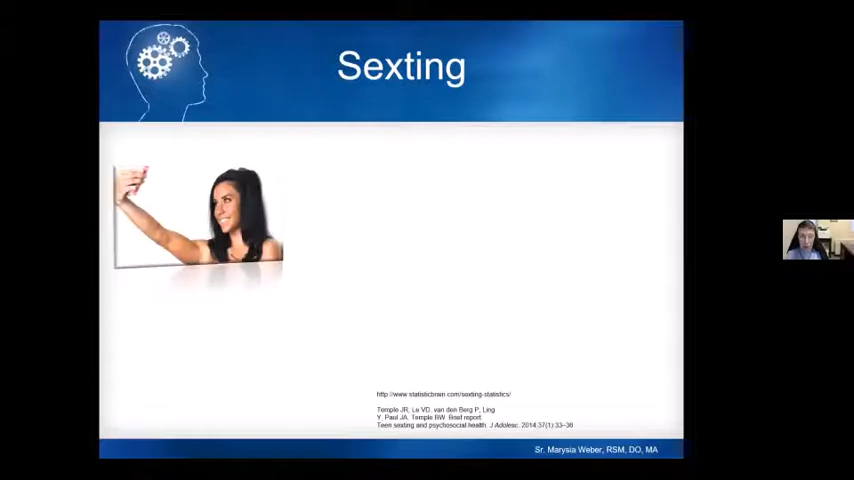 Sexting
http://www.statisticbrain.com/sexting-statistics/
Temple JR, Le VD, van den Berg P, Ling
Y, Paul JA, Temple BW. Brief report:
Teen sexting and psychosocial health. J Adolesc. 2014;37(1):33–36
Sr. Marysia Weber, RSM, DO, MA